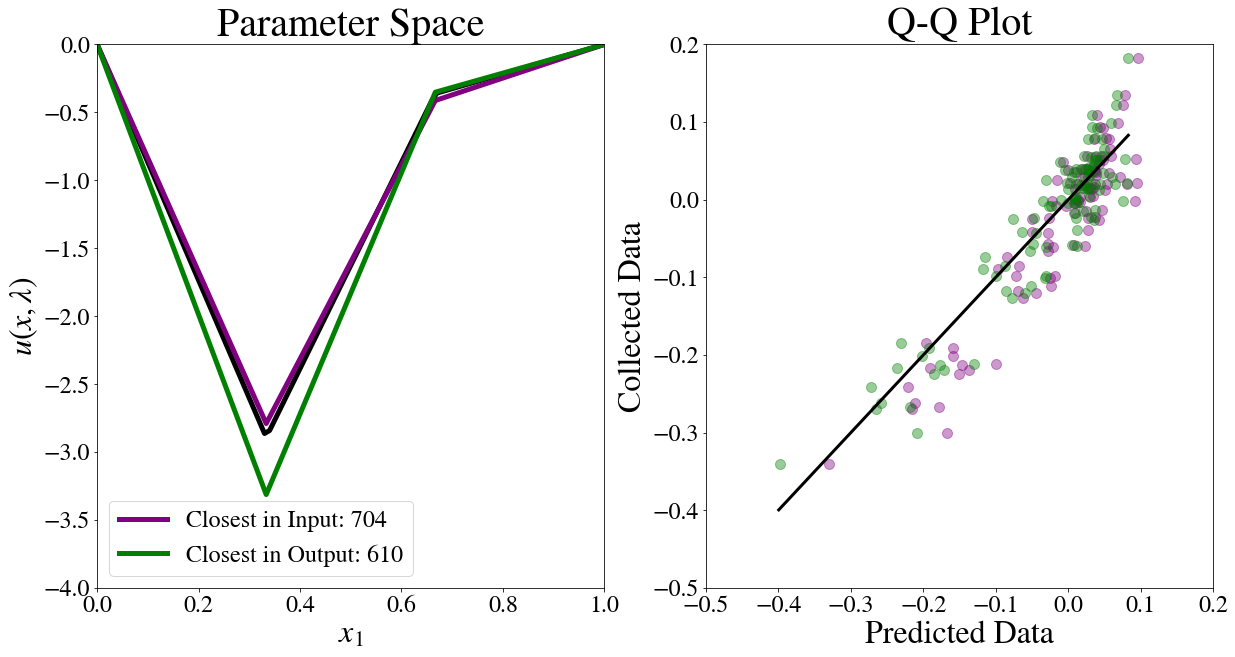 Parameter Space
0.0
−0.5
−1.0
−1.5
−2.0
−2.5
−3.0
−3.5
−4.0
u(x, λ)
Closest in Input: 704
Closest in Output: 610
0.0 0.2 0.4 0.6 0.8 1.0
x₁
Q-Q Plot
0.2
0.1
0.0
−0.1
−0.2
−0.3
−0.4
−0.5
Collected Data
−0.5 −0.4 −0.3 −0.2 −0.1 0.0 0.1 0.2
Predicted Data